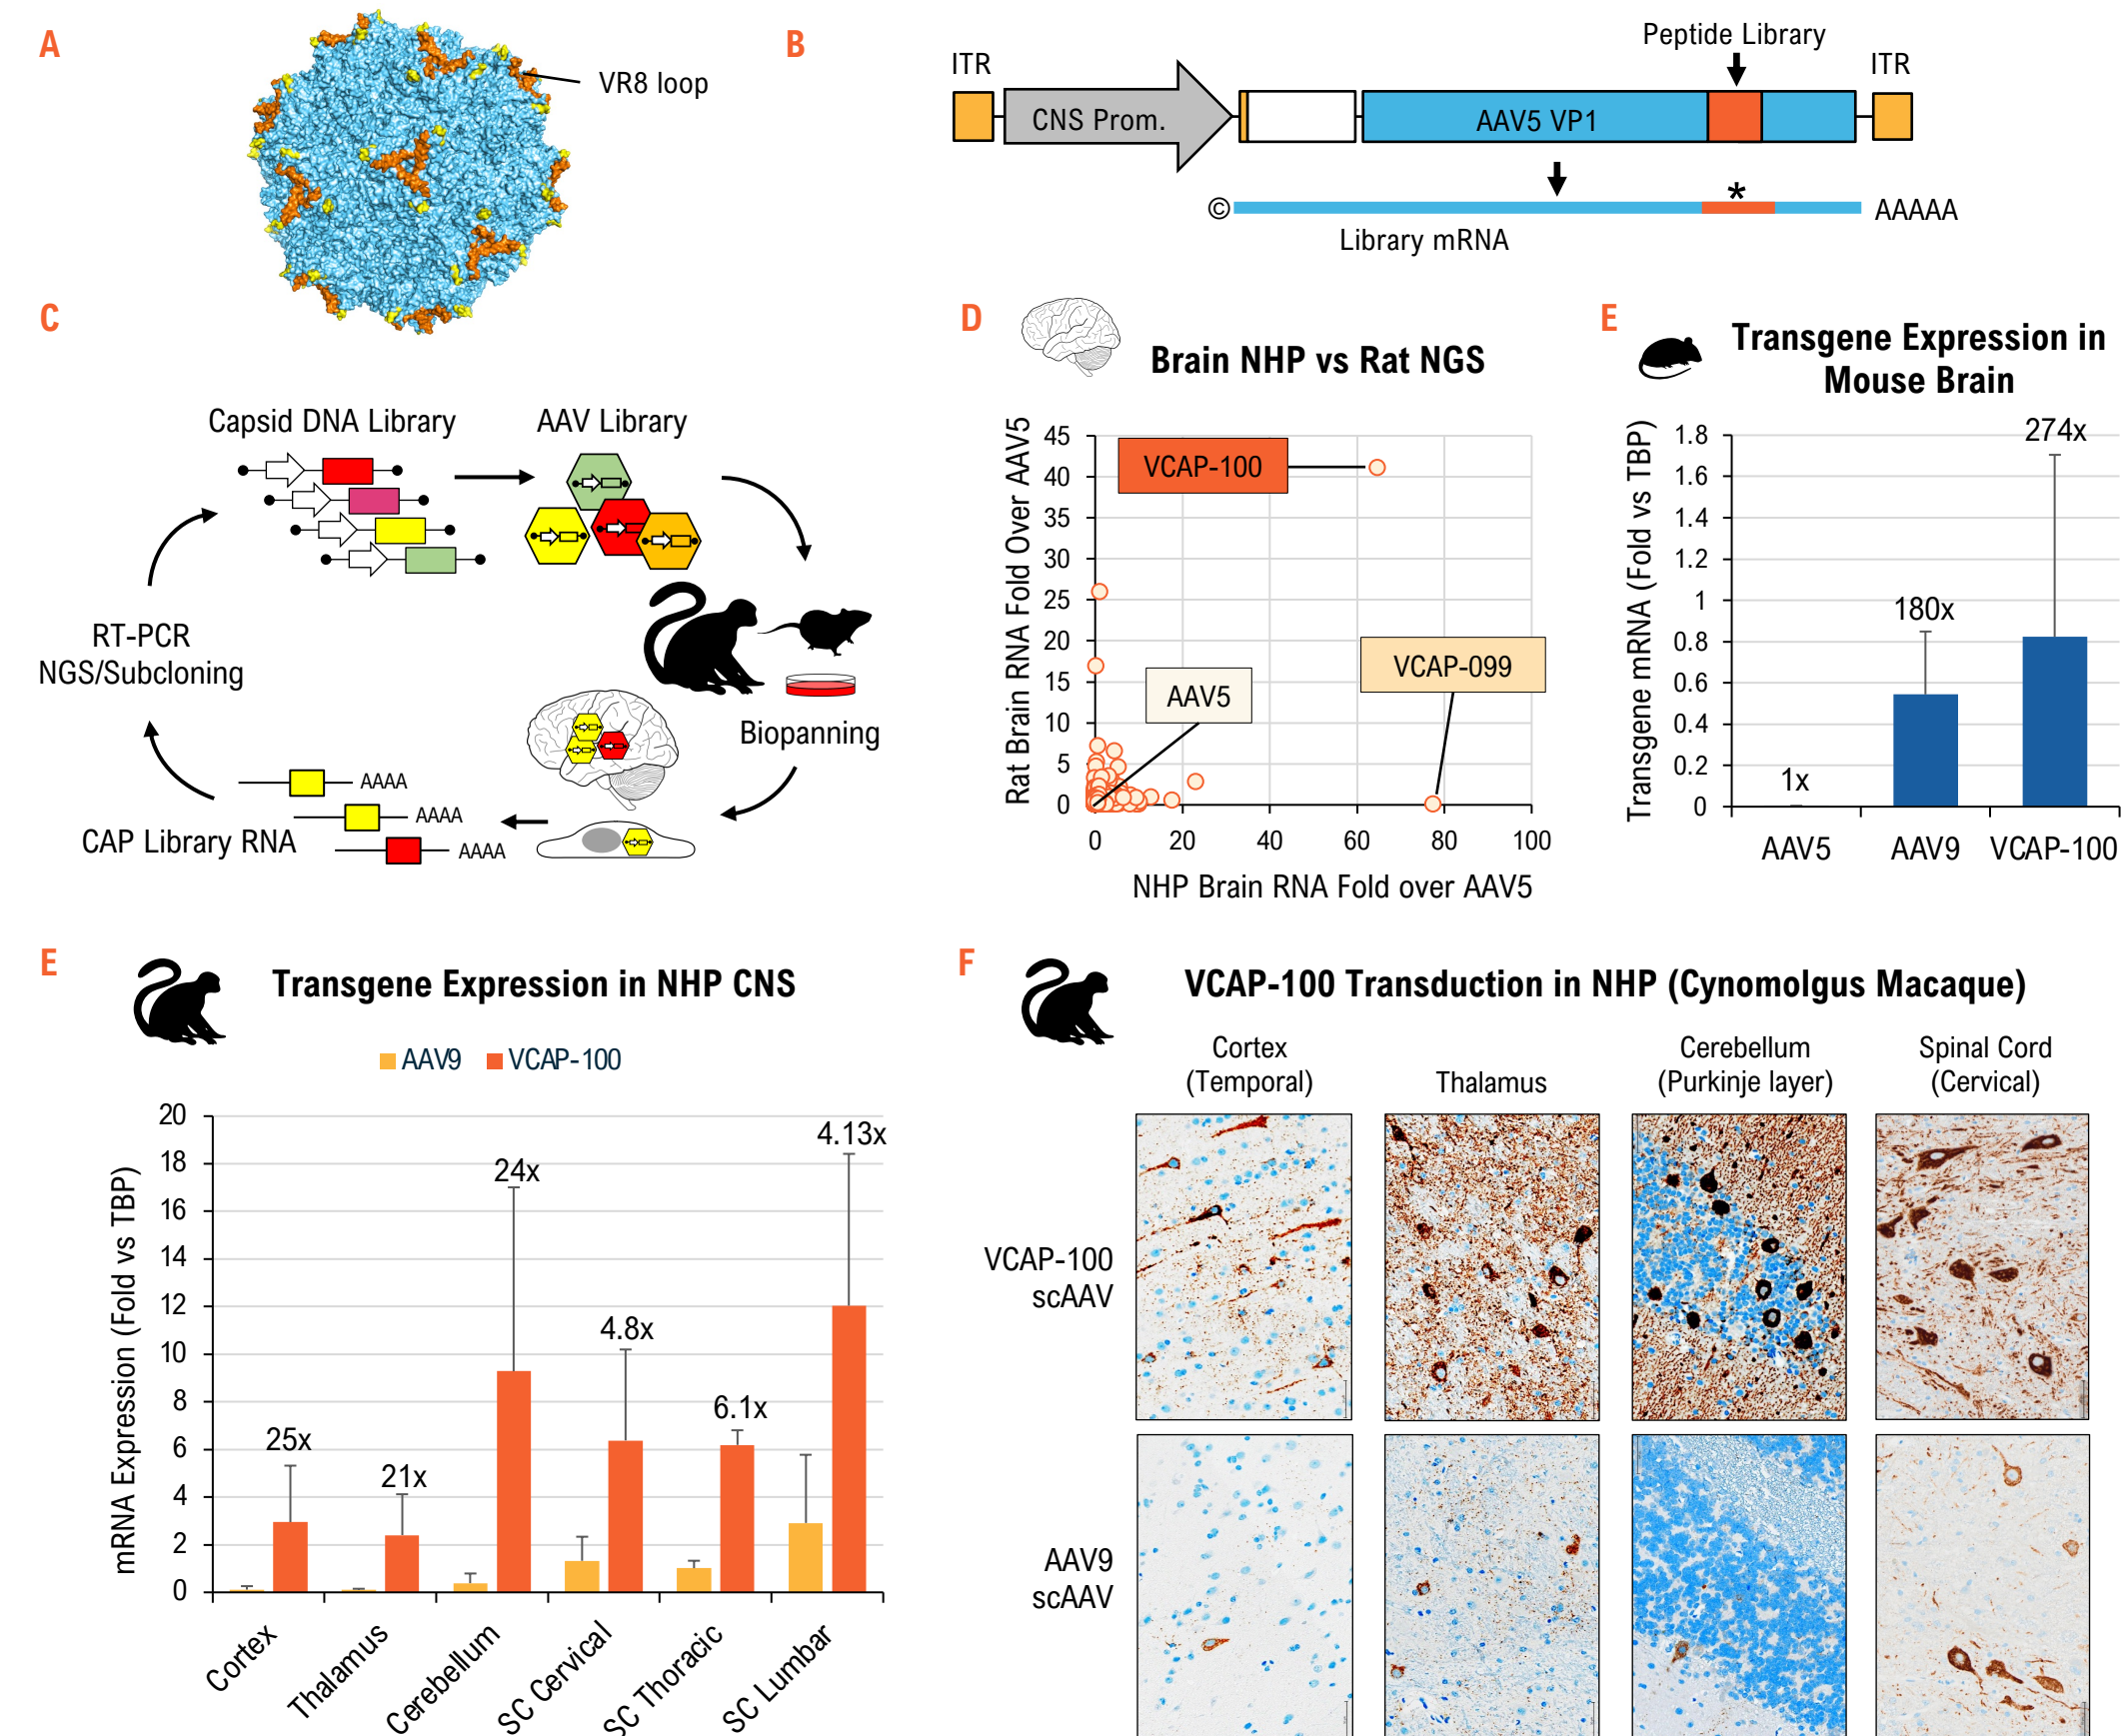 A
VR8 loop
B
Peptide Library
ITR
ITR
CNS Prom.
AAV5 VP1
*
©
AAAAA
Library mRNA
C
Capsid DNA Library
AAV Library
RT-PCR
NGS/Subcloning
Biopanning
AAAA
AAAA
AAAA
CAP Library RNA
D
Brain NHP vs Rat NGS
Rat Brain RNA Fold Over AAV5
45
40
35
30
25
20
15
10
5
0
VCAP-100
VCAP-099
AAV5
0
20
40
60
80
100
NHP Brain RNA Fold over AAV5
E
Transgene Expression in
Mouse Brain
Transgene mRNA (Fold vs TBP)
1.8
1.6
1.4
1.2
1
0.8
0.6
0.4
0.2
0
1x
180x
274x
AAV5
AAV9
VCAP-100
E
Transgene Expression in NHP CNS
AAV9
VCAP-100
mRNA Expression (Fold vs TBP)
20
18
16
14
12
10
8
6
4
2
0
25x
21x
24x
4.8x
6.1x
4.13x
Cortex
Thalamus
Cerebellum
SC Cervical
SC Thoracic
SC Lumbar
F
VCAP-100 Transduction in NHP (Cynomolgus Macaque)
Cortex
(Temporal)
Thalamus
Cerebellum
(Purkinje layer)
Spinal Cord
(Cervical)
VCAP-100
scAAV
AAV9
scAAV